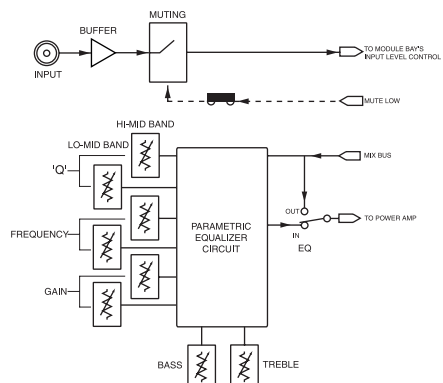 MUTING
BUFFER
INPUT
TO MODULE BAY'S
INPUT LEVEL CONTROL
MUTE LOW
HI-MID BAND
LO-MID BAND
'Q'
MIX BUS
FREQUENCY
PARAMETRIC
EQUALIZER
CIRCUIT
OUT
TO POWER AMP
IN
EQ
GAIN
BASS
TREBLE